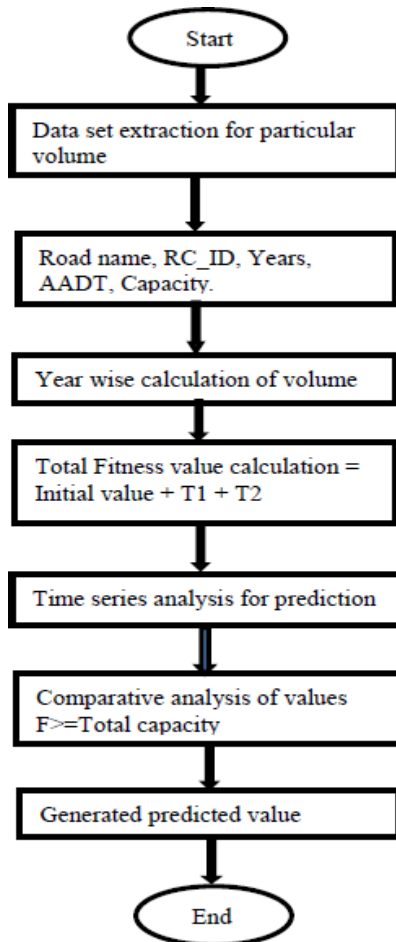 Start
Data set extraction for particular
volume
Road name, RC_ID, Years,
AADT, Capacity.
Year wise calculation of volume
Total Fitness value calculation =
Initial value + T1 + T2
Time series analysis for prediction
Comparative analysis of values
F>=Total capacity
Generated predicted value
End